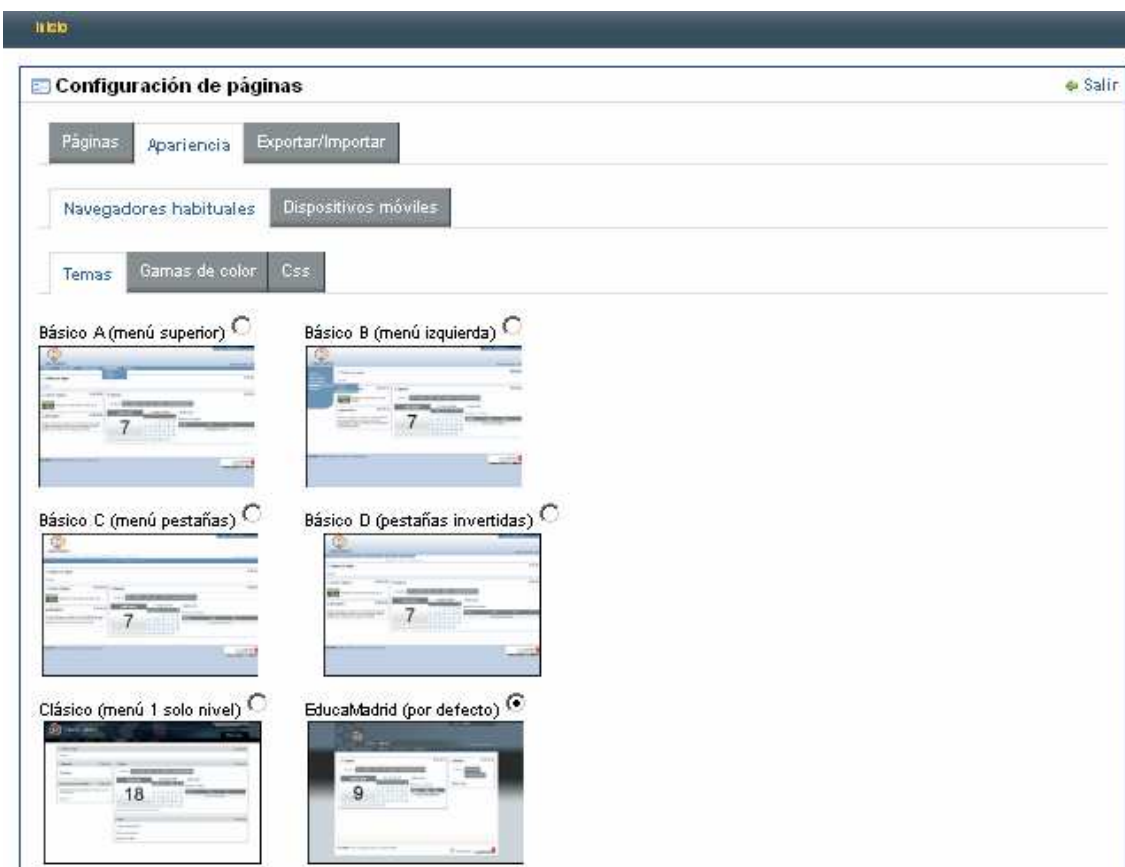 Inicio
Configuración de páginas
Salir
Páginas Apariencia Exportar/Importar
Navegadores habituales Dispositivos móviles
Temas Gamas de color Css
Básico A (menú superior) Básico B (menú izquierda)
7 7
Básico C (menú pestañas) Básico D (pestañas invertidas)
7 7
Clásico (menú 1 solo nivel) EducaMadrid (por defecto)
18 9